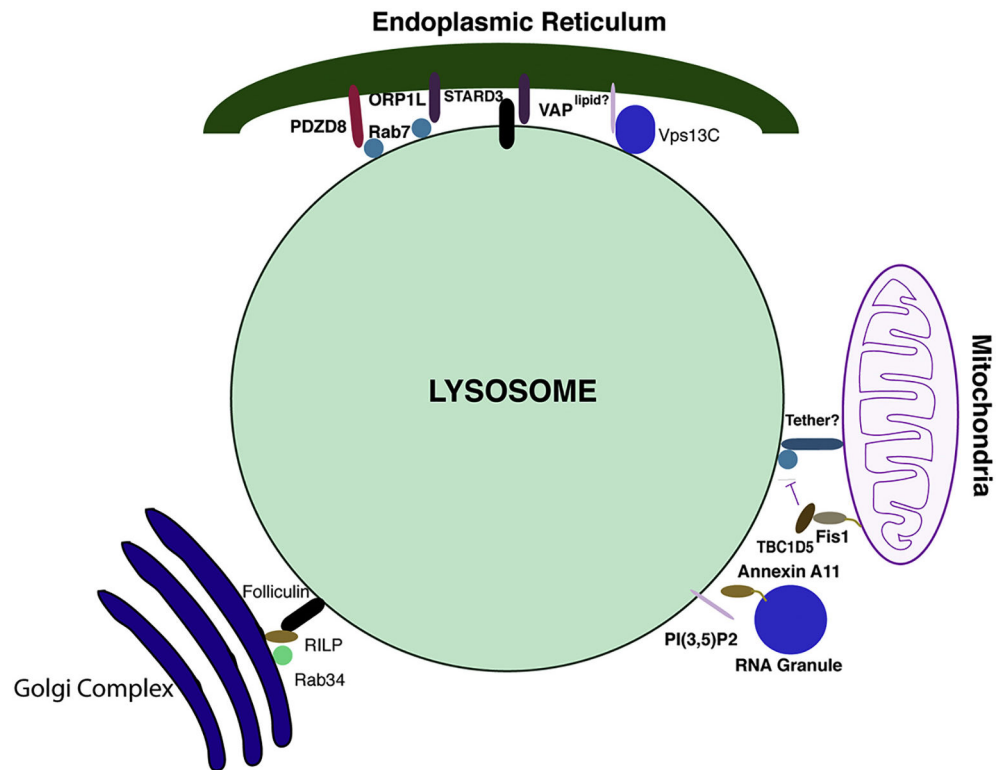 Endoplasmic Reticulum
ORP1L
STARD3
VAP
lipid?
PDZD8
Rab7
Vps13C
LYSOSOME
Mitochondria
Tether?
TBC1D5
Fis1
Annexin A11
PI(3,5)P2
RNA Granule
Folliculin
RILP
Rab34
Golgi Complex